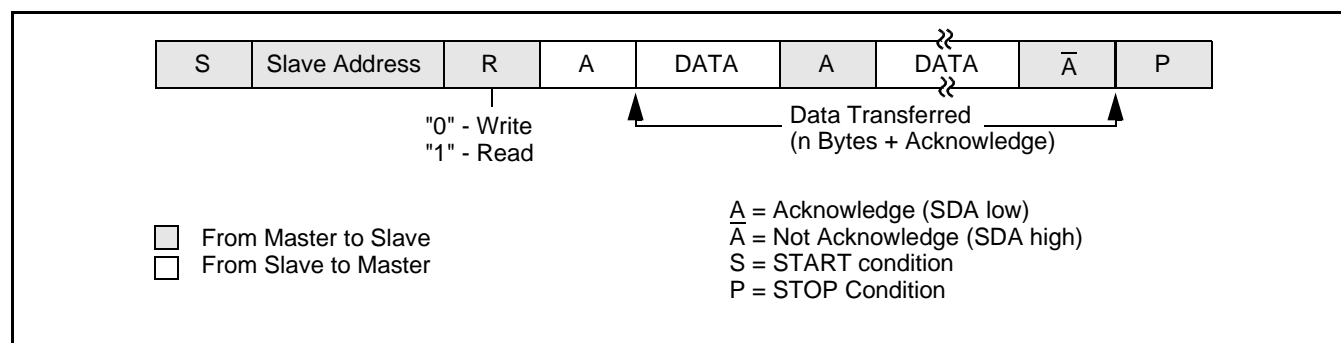 S Slave Address R A DATA A DATA A̅ P
"0" - Write
"1" - Read
Data Transferred
(n Bytes + Acknowledge)
From Master to Slave
From Slave to Master
A = Acknowledge (SDA low)
A̅ = Not Acknowledge (SDA high)
S = START condition
P = STOP Condition